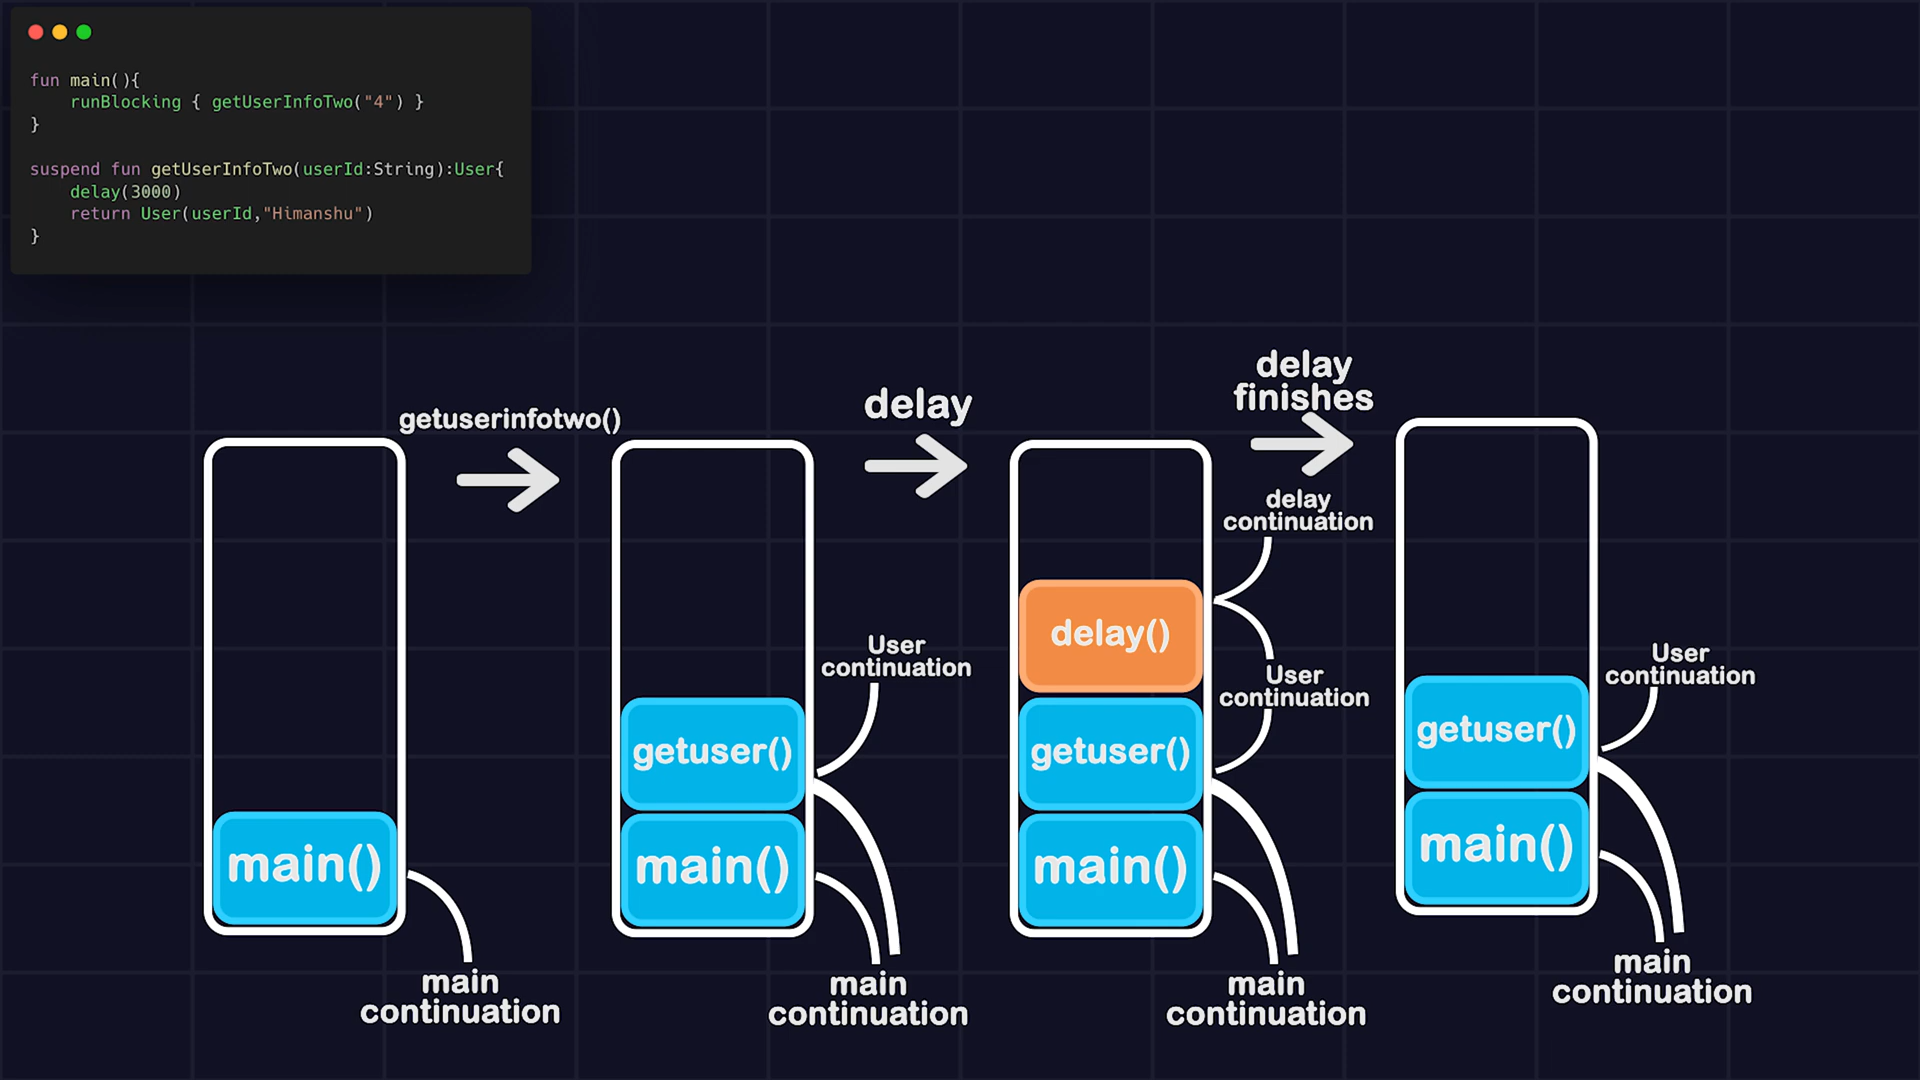 fun main(){
    runBlocking { getUserInfoTwo("4") }
}
suspend fun getUserInfoTwo(userId:String):User{
    delay(3000)
    return User(userId,"Himanshu")
}
getuserinfotwo()
delay
delay
finishes
delay
continuation
User
continuation
User
continuation
User
continuation
main()
getuser()
main()
delay()
getuser()
main()
getuser()
main()
main
continuation
main
continuation
main
continuation
main
continuation